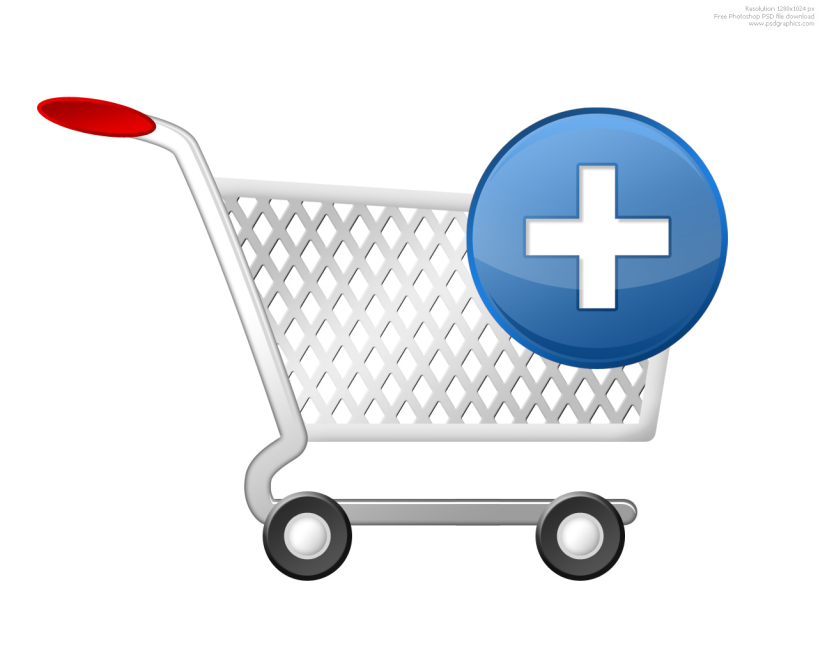 Resolution 1280x1024 px
Free Photoshop PSD file download
www.psdgraphics.com